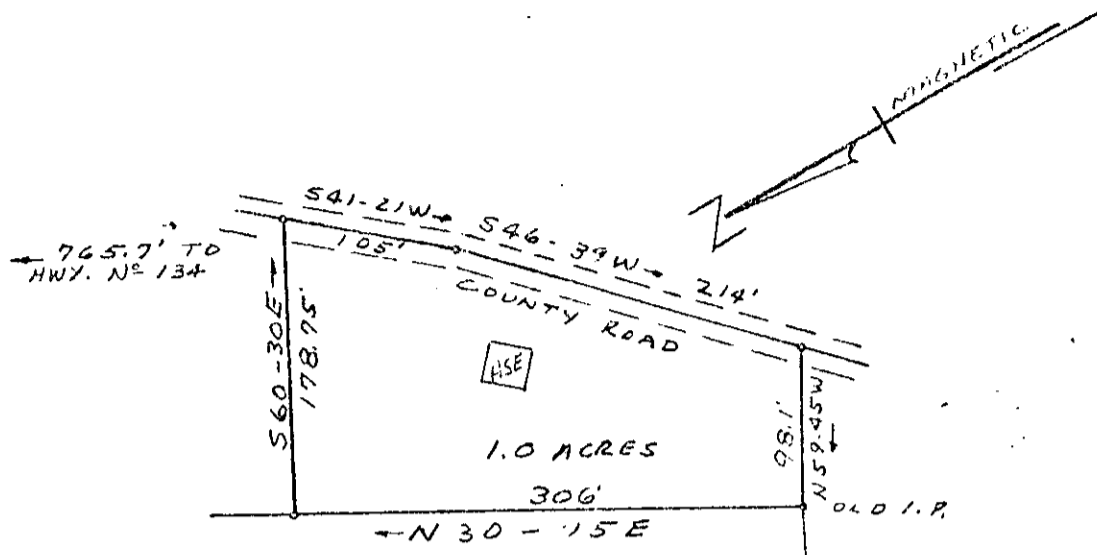 MAGNETIC
S41-21W
S46-39W
214'
105'
COUNTY ROAD
765.7' TO
HWY. Nº 134
S60-30E
178.75
HSE
1.0 ACRES
98.1'
N59.45W
306'
OLD I.P.
N 30 - 15 E